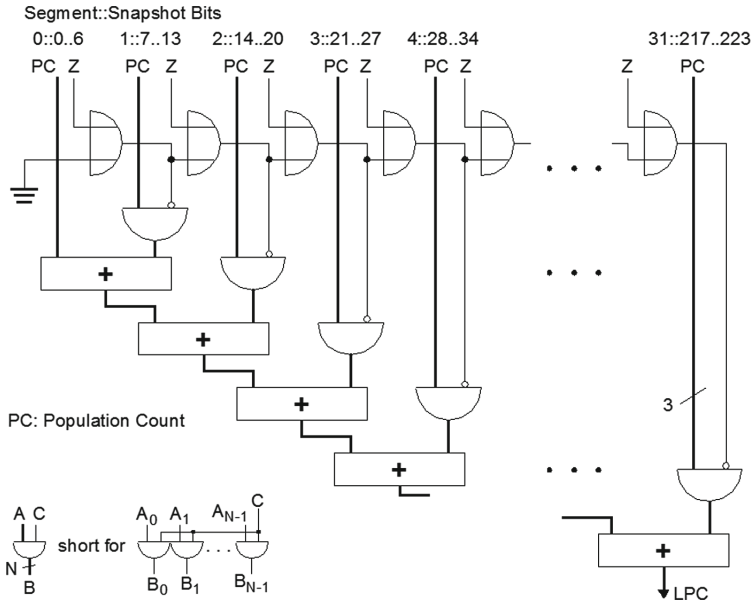 Segment::Snapshot Bits
0::0..6 1::7..13 2::14..20 3::21..27 4::28..34 31::217..223
PC Z PC Z PC Z PC Z PC Z Z PC
+
+
+
3
+
PC: Population Count
+
A C
short for
A0 A1 AN-1 C
N
B
B0 B1 . . . BN-1
+
LPC